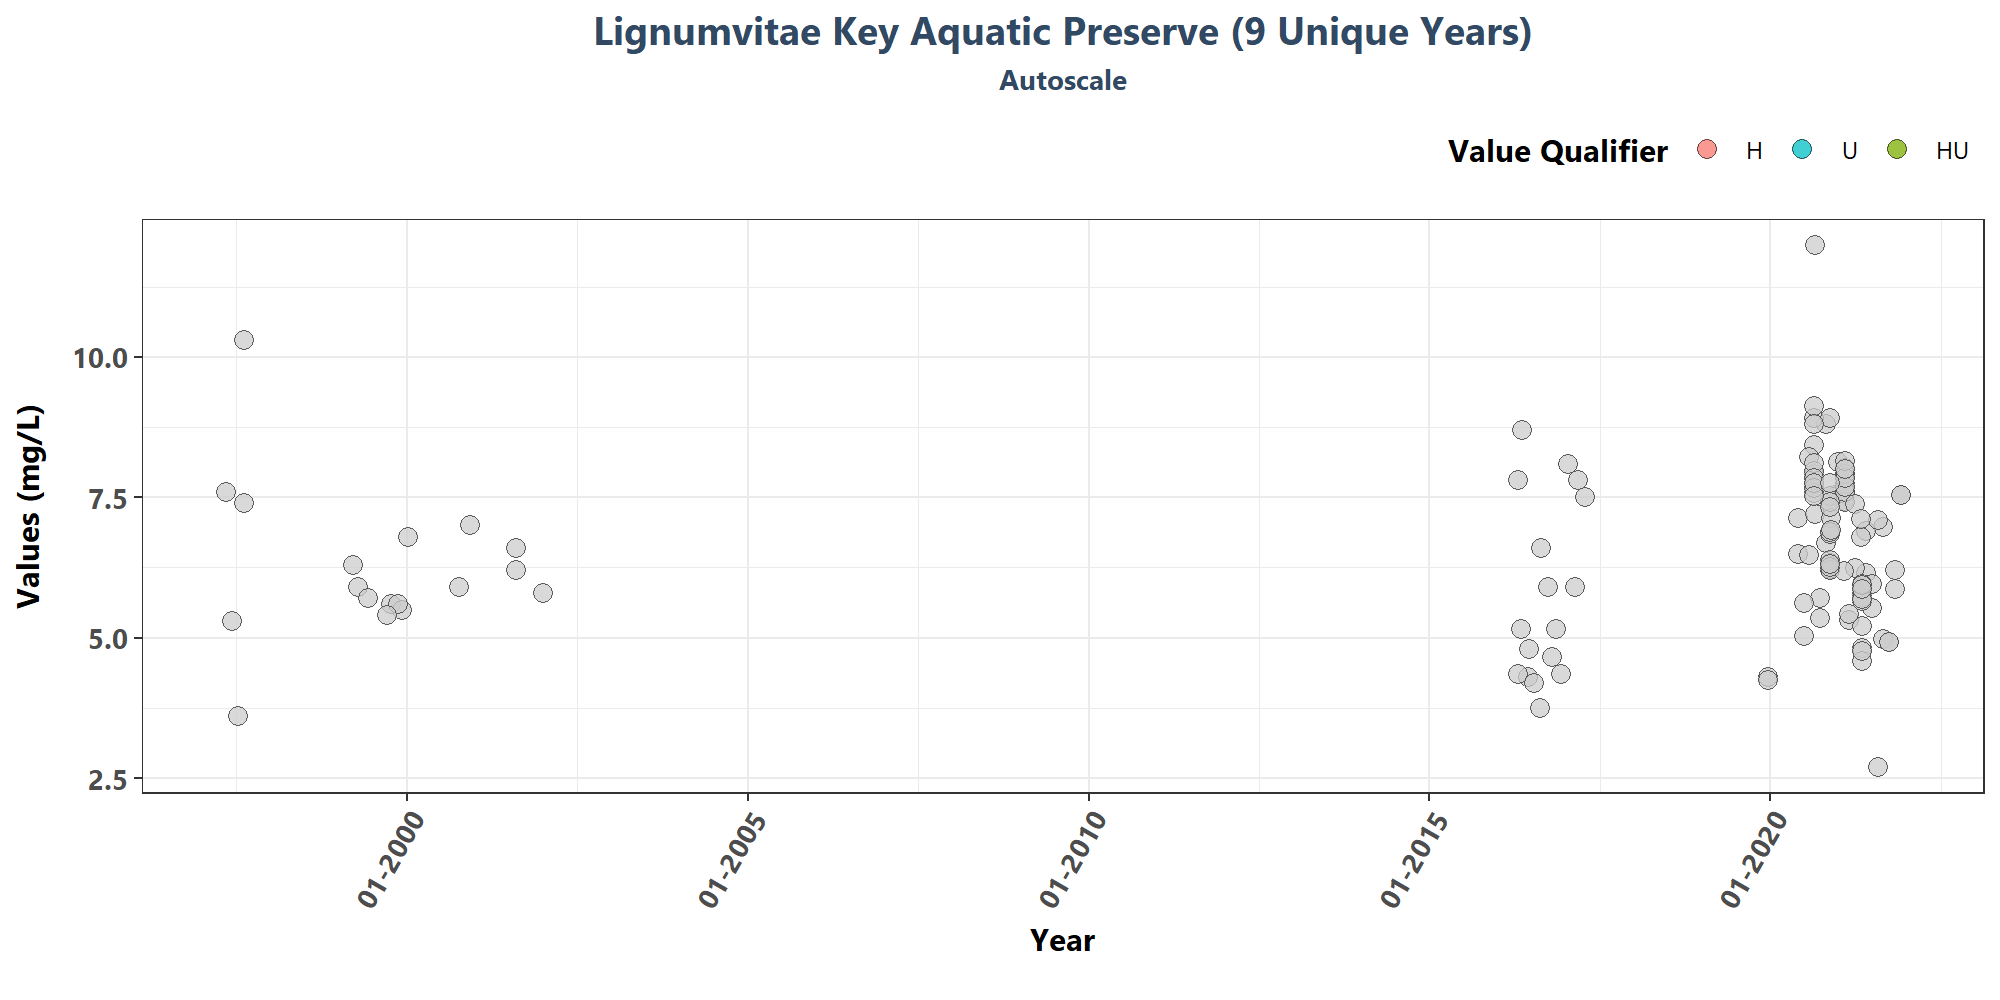 Lignumvitae Key Aquatic Preserve (9 Unique Years)
Autoscale
Value Qualifier H U HU
Values (mg/L)
10.0
7.5
5.0
2.5
01-2000 01-2005 01-2010 01-2015 01-2020
Year